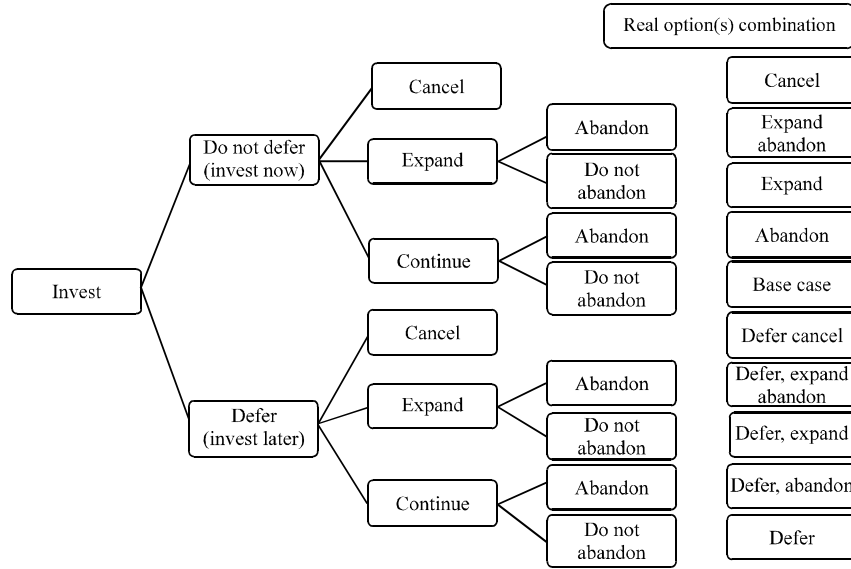 Real option(s) combination
Cancel
Cancel
Do not defer
(invest now)
Expand
Abandon
Do not
abandon
Expand
abandon
Expand
Continue
Abandon
Do not
abandon
Abandon
Base case
Invest
Cancel
Defer cancel
Defer
(invest later)
Expand
Abandon
Do not
abandon
Defer, expand
abandon
Defer, expand
Continue
Abandon
Do not
abandon
Defer, abandon
Defer